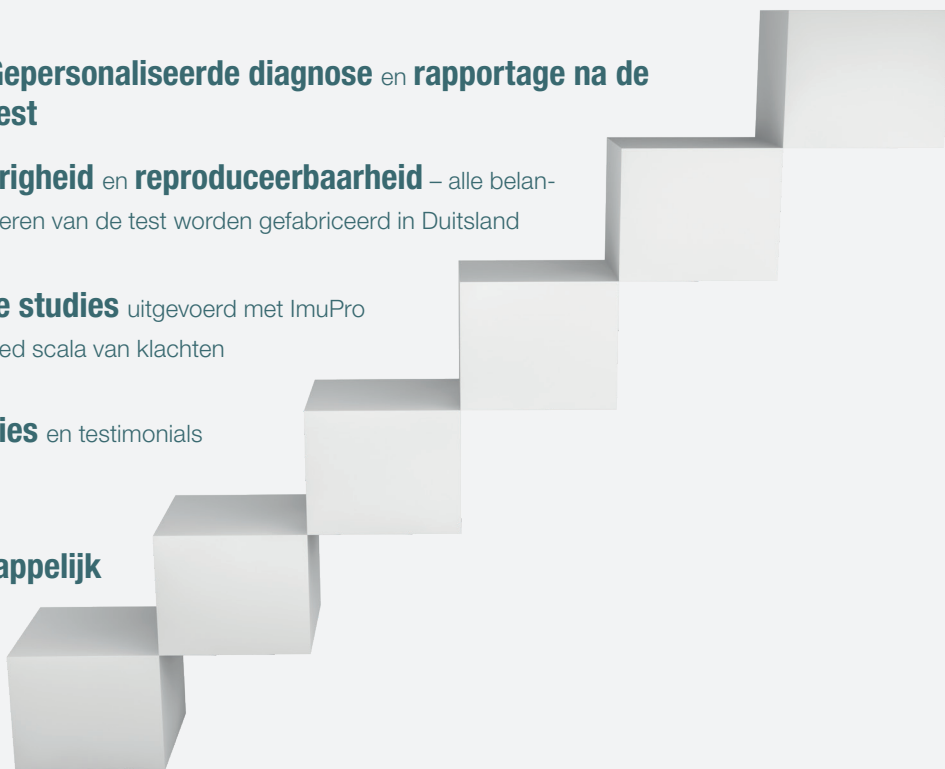 Gepersonaliseerde diagnose en rapportage na de
est
righeid en reproduceerbaarheid – alle belan-
eren van de test worden gefabriceerd in Duitsland
e studies uitgevoerd met ImuPro
ed scala van klachten
ies en testimonials
appelijk